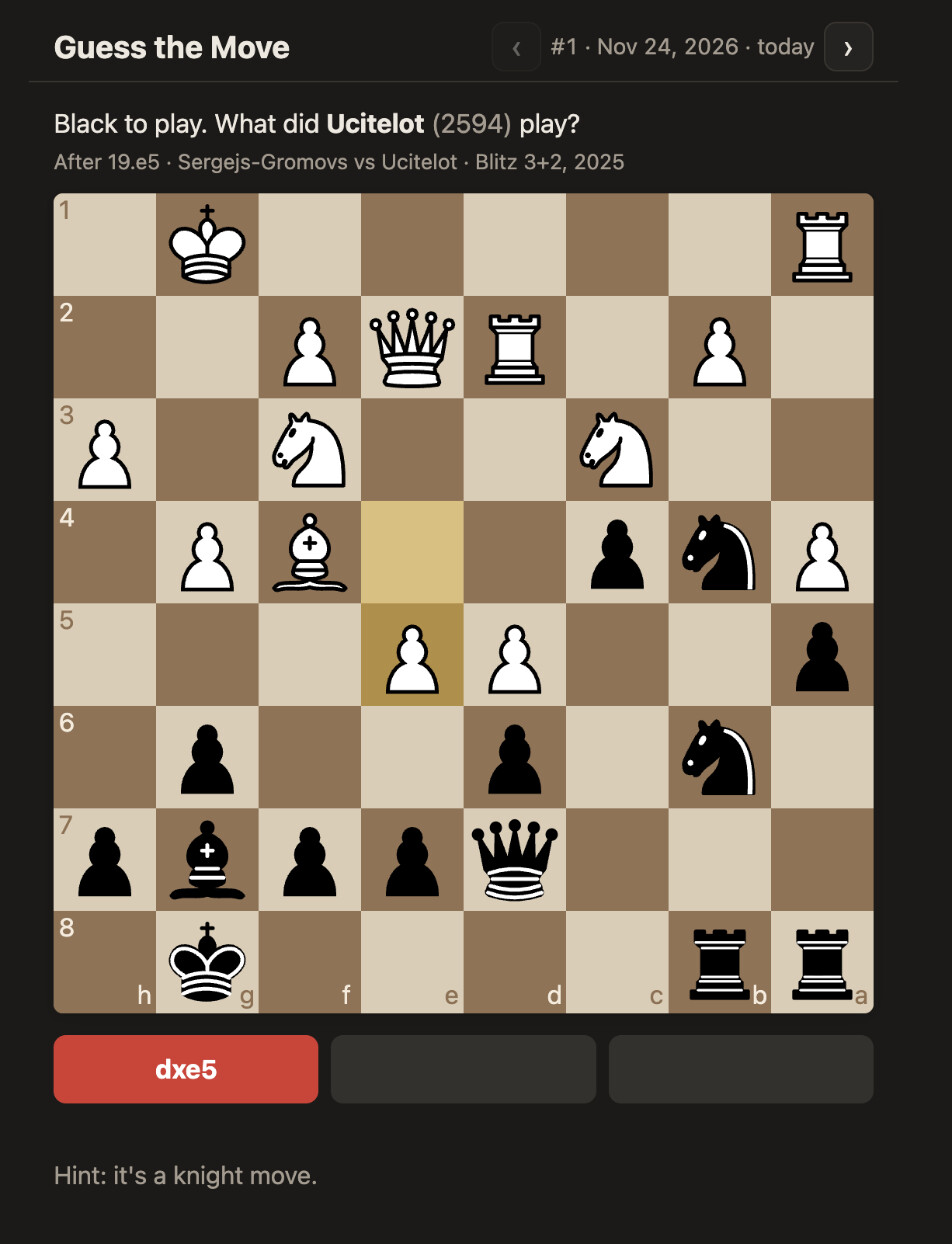 Guess the Move
‹ #1 · Nov 24, 2026 · today ›
Black to play. What did Ucitelot (2594) play?
After 19.e5 · Sergejs-Gromovs vs Ucitelot · Blitz 3+2, 2025
1
2
3
4
5
6
7
8
h g f e d c b a
dxe5
Hint: it's a knight move.